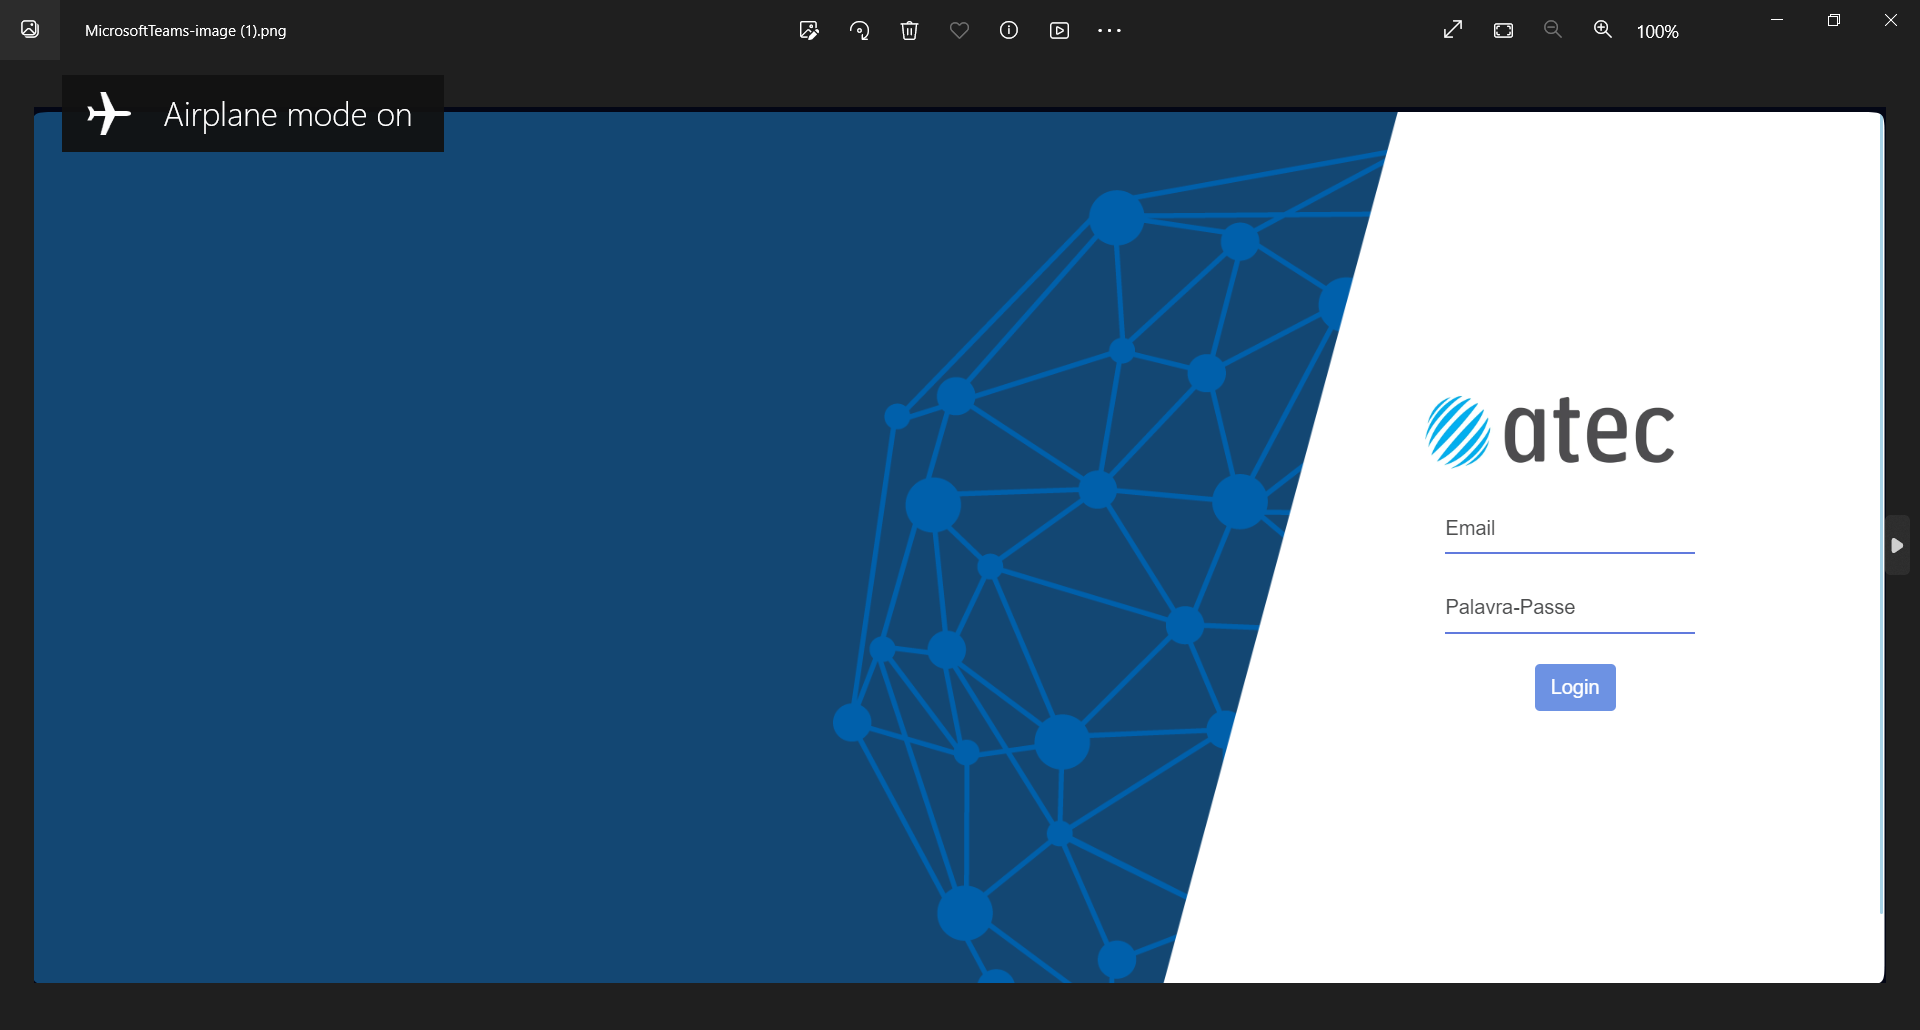 MicrosoftTeams-image (1).png
100%
Airplane mode on
atec
Email
Palavra-Passe
Login